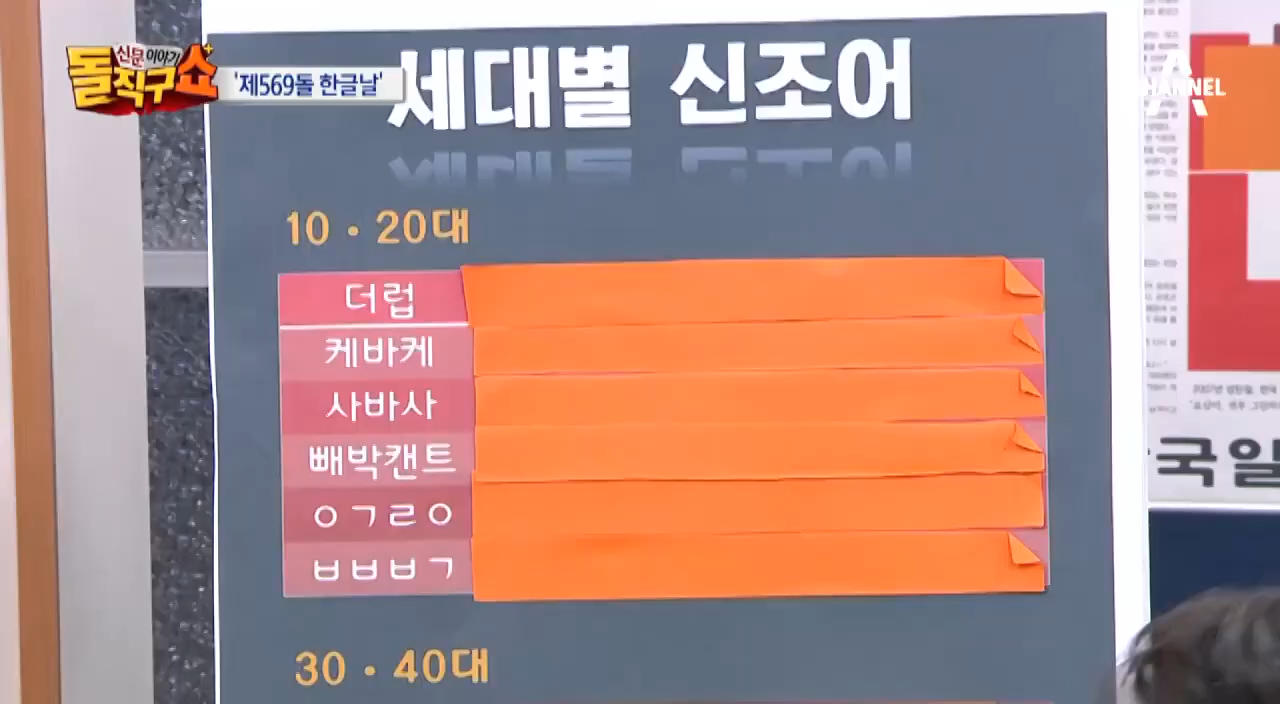 신문이야기
돌직구쇼+
'제569돌 한글날'
세대별 신조어
CHANNEL A
10·20대
더럽
케바케
사바사
빼박캔트
ㅇㄱㄹㅇ
ㅂㅂㅂㄱ
30·40대
국일